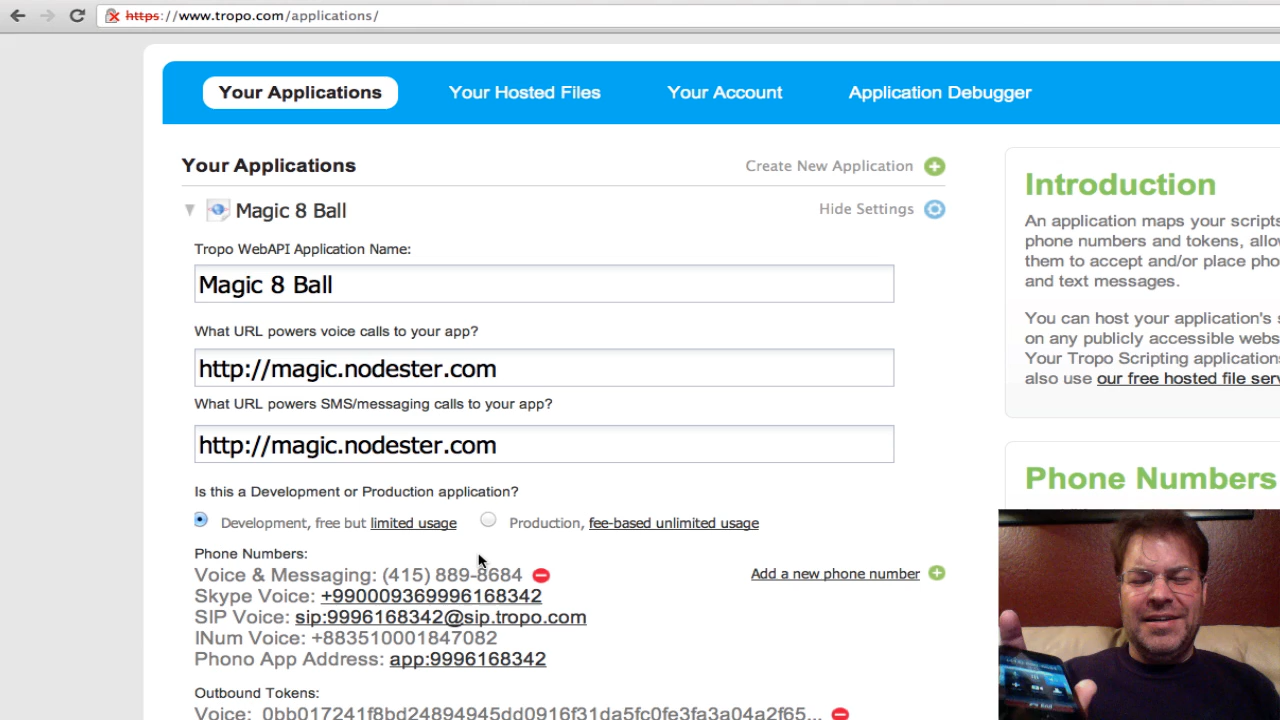 https://www.tropo.com/applications/
Your Applications Your Hosted Files Your Account Application Debugger
Your Applications
Create New Application
Magic 8 Ball
Hide Settings
Tropo WebAPI Application Name:
Magic 8 Ball
What URL powers voice calls to your app?
http://magic.nodester.com
What URL powers SMS/messaging calls to your app?
http://magic.nodester.com
Is this a Development or Production application?
Development, free but limited usage Production, fee-based unlimited usage
Phone Numbers:
Voice & Messaging: (415) 889-8684
Add a new phone number
Skype Voice: +990009369996168342
SIP Voice: sip:9996168342@sip.tropo.com
INum Voice: +883510001847082
Phono App Address: app:9996168342
Outbound Tokens:
Voice: 0bb017241f8bd24894945dd0916f31da5fc0fe3fa3a04a2f65...
Introduction
An application maps your scripts
phone numbers and tokens, allo
them to accept and/or place pho
and text messages.
You can host your application's s
on any publicly accessible webs
Your Tropo Scripting applications
also use our free hosted file serv
Phone Numbers